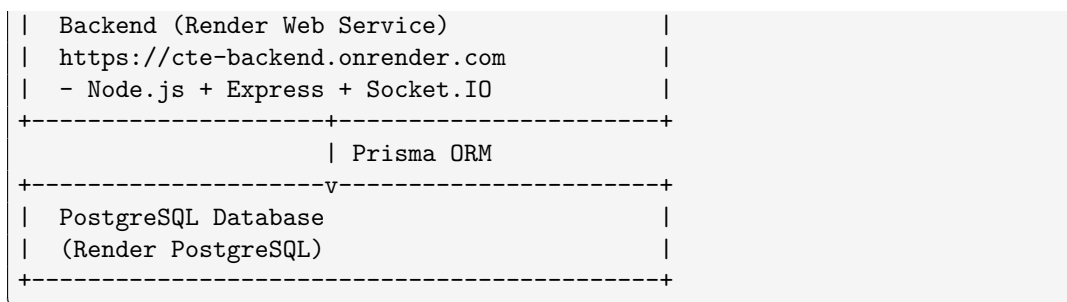 |  Backend (Render Web Service)                |
|  https://cte-backend.onrender.com            |
|  - Node.js + Express + Socket.IO             |
+---------------------+------------------------+
                      | Prisma ORM
+---------------------v------------------------+
|  PostgreSQL Database                         |
|  (Render PostgreSQL)                         |
+----------------------------------------------+